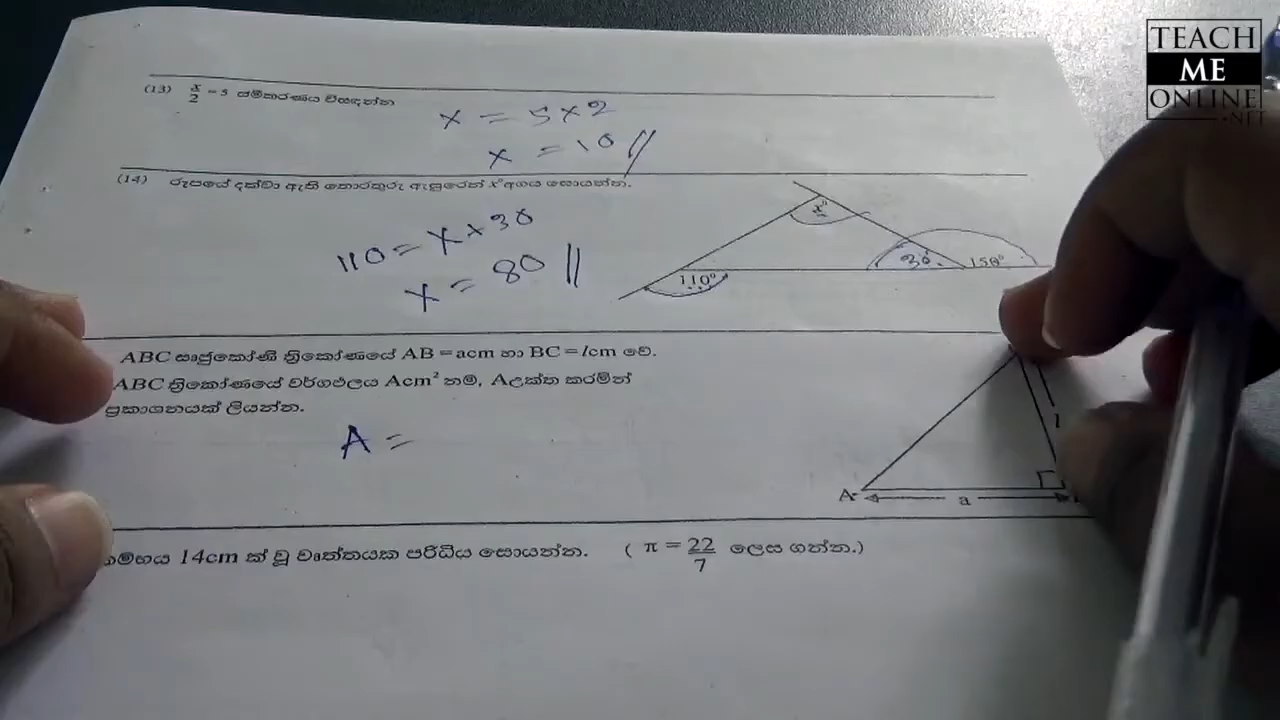 TEACH
ME
ONLINE
.NET
(13) x/2 = 5 සමීකරණය විසඳන්න
x = 5 x 2
x = 10 //
(14) රූපයේ දක්වා ඇති තොරතුරු ඇසුරෙන් x අගය සොයන්න.
x°
110 = x + 30
x = 80 //
110°
30.
150°
ABC සෘජුකෝණී ත්‍රිකෝණයේ AB = acm හා BC = lcm වේ.
ABC ත්‍රිකෝණයේ වර්ගඵලය Acm² නම්, A උක්ත කරමින්
ප්‍රකාශනයක් ලියන්න.
A =
l
A
a
14cm ක් වූ වෘත්තයක පරිධිය සොයන්න. ( π = 22/7 ලෙස ගන්න.)